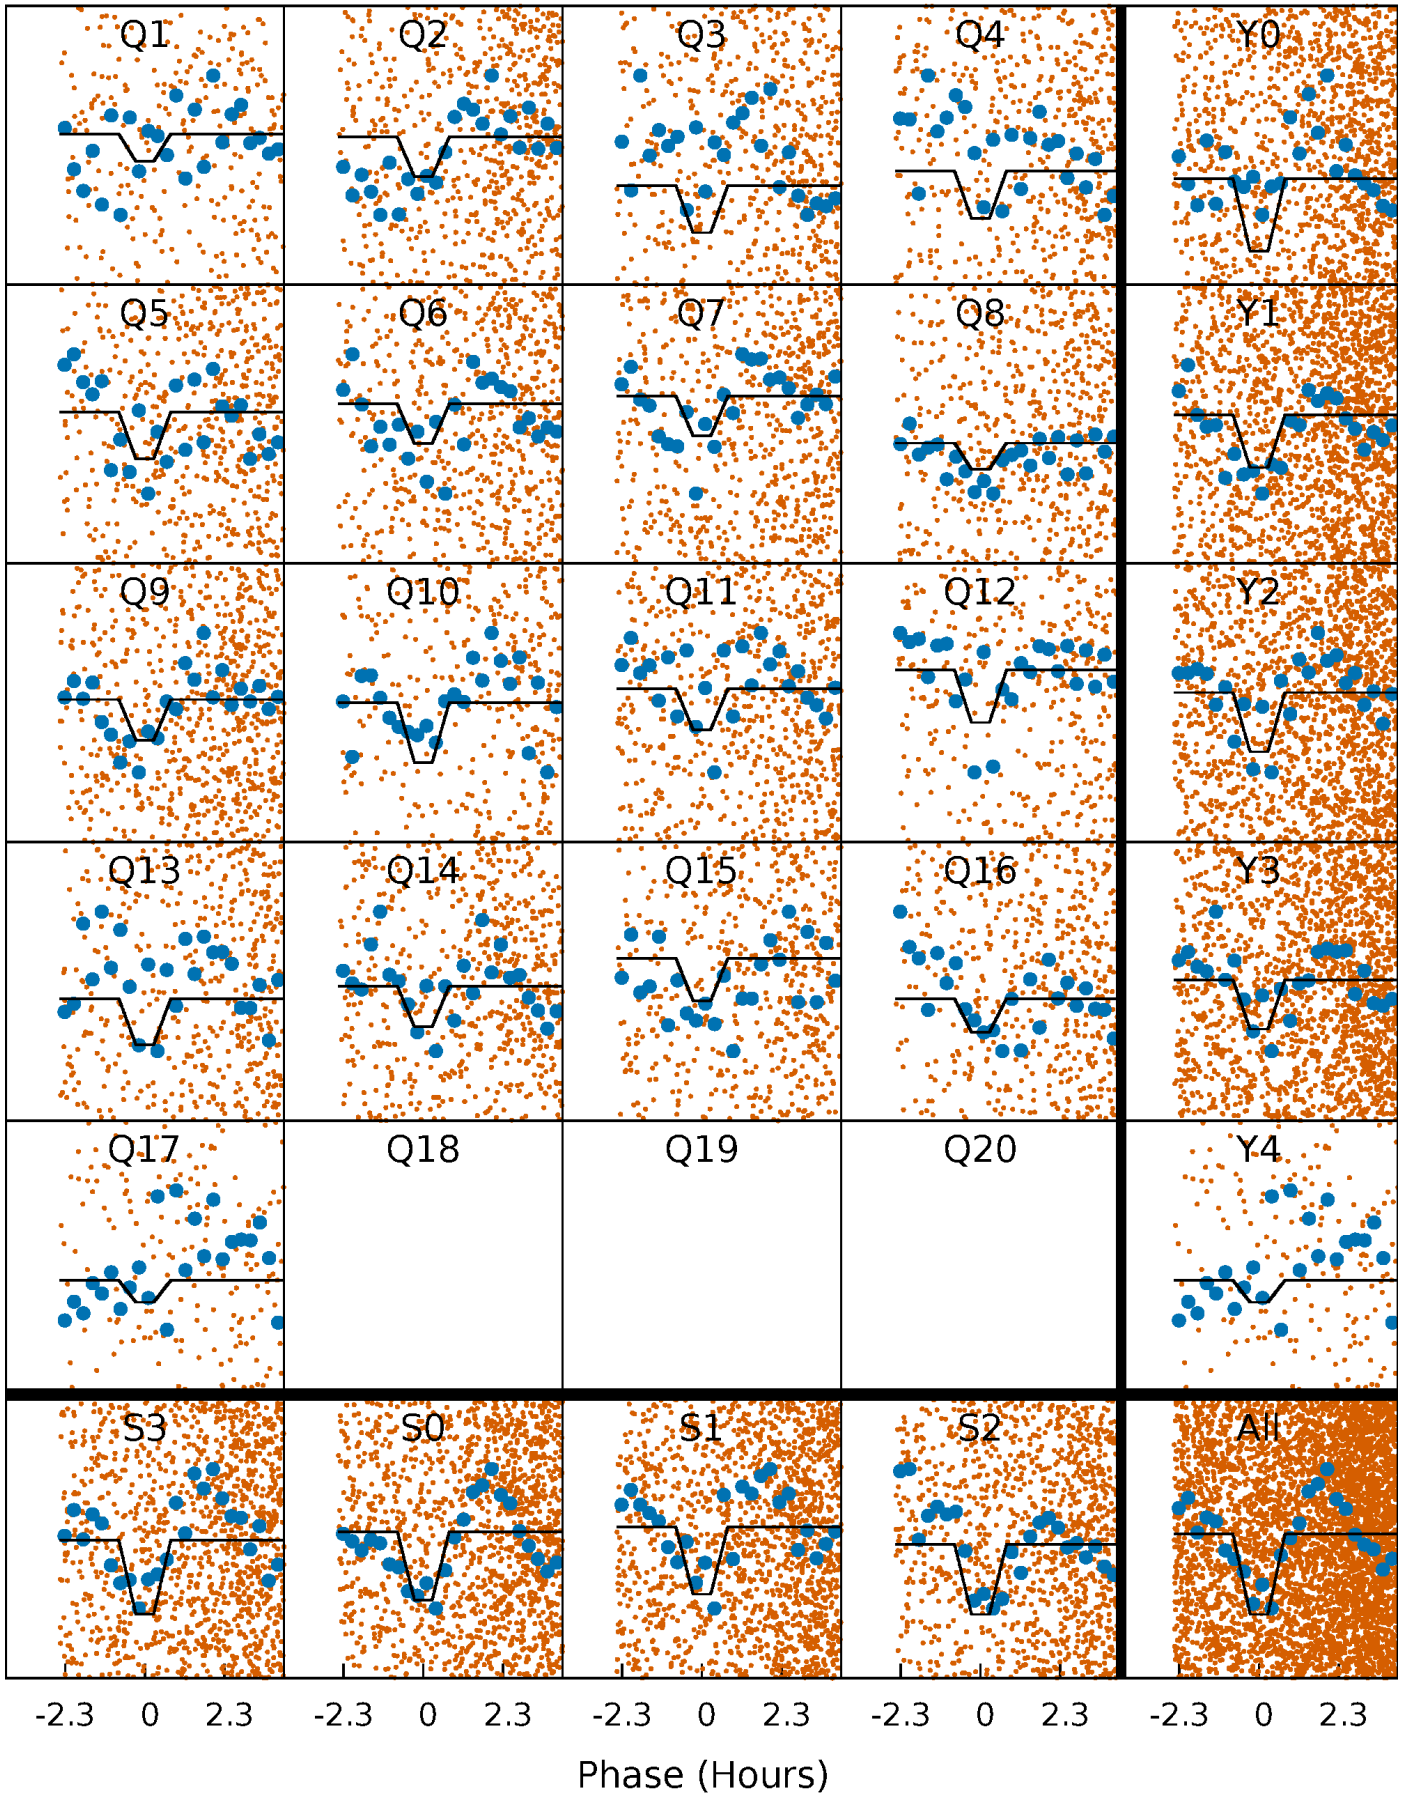 Q1 Q2 Q3 Q4 Y0
Q5 Q6 Q7 Q8 Y1
Q9 Q10 Q11 Q12 Y2
Q13 Q14 Q15 Q16 Y3
Q17 Q18 Q19 Q20 Y4
S3 S0 S1 S2 All
-2.3 0 2.3 -2.3 0 2.3 -2.3 0 2.3 -2.3 0 2.3 -2.3 0 2.3
Phase (Hours)